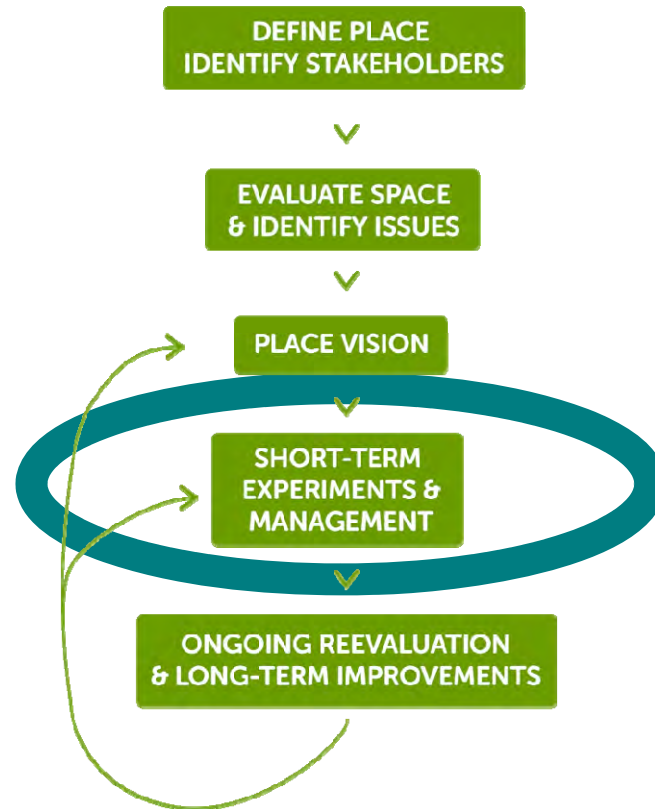 DEFINE PLACE
IDENTIFY STAKEHOLDERS
EVALUATE SPACE
& IDENTIFY ISSUES
PLACE VISION
SHORT-TERM
EXPERIMENTS &
MANAGEMENT
ONGOING REEVALUATION
& LONG-TERM IMPROVEMENTS